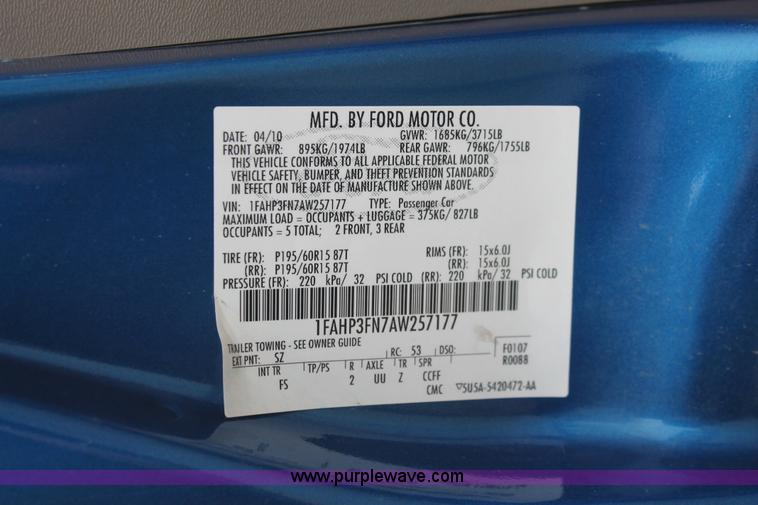 MFD. BY FORD MOTOR CO.
DATE: 04/10 GVWR: 1685KG/3715LB
FRONT GAWR: 895KG/1974LB REAR GAWR: 796KG/1755LB
THIS VEHICLE CONFORMS TO ALL APPLICABLE FEDERAL MOTOR
VEHICLE SAFETY, BUMPER, AND THEFT PREVENTION STANDARDS
IN EFFECT ON THE DATE OF MANUFACTURE SHOWN ABOVE.
VIN: 1FAHP3FN7AW257177 TYPE: Passenger Car
MAXIMUM LOAD = OCCUPANTS + LUGGAGE = 375KG/ 827LB
OCCUPANTS = 5 TOTAL; 2 FRONT, 3 REAR
TIRE (FR): P195/60R15 87T RIMS (FR): 15x6.0J
(RR): P195/60R15 87T (RR): 15x6.0J
PRESSURE (FR): 220 kPa/ 32 PSI COLD (RR): 220 kPa/ 32 PSI COLD
1FAHP3FN7AW257177
TRAILER TOWING - SEE OWNER GUIDE
EXT PNT: SZ RC: 53 DSO: F0107
R0088
INT TR TP/PS R AXLE TR SPR
FS 2 UU Z CCFF
CMC 5U5A-5420472-AA
www.purplewave.com